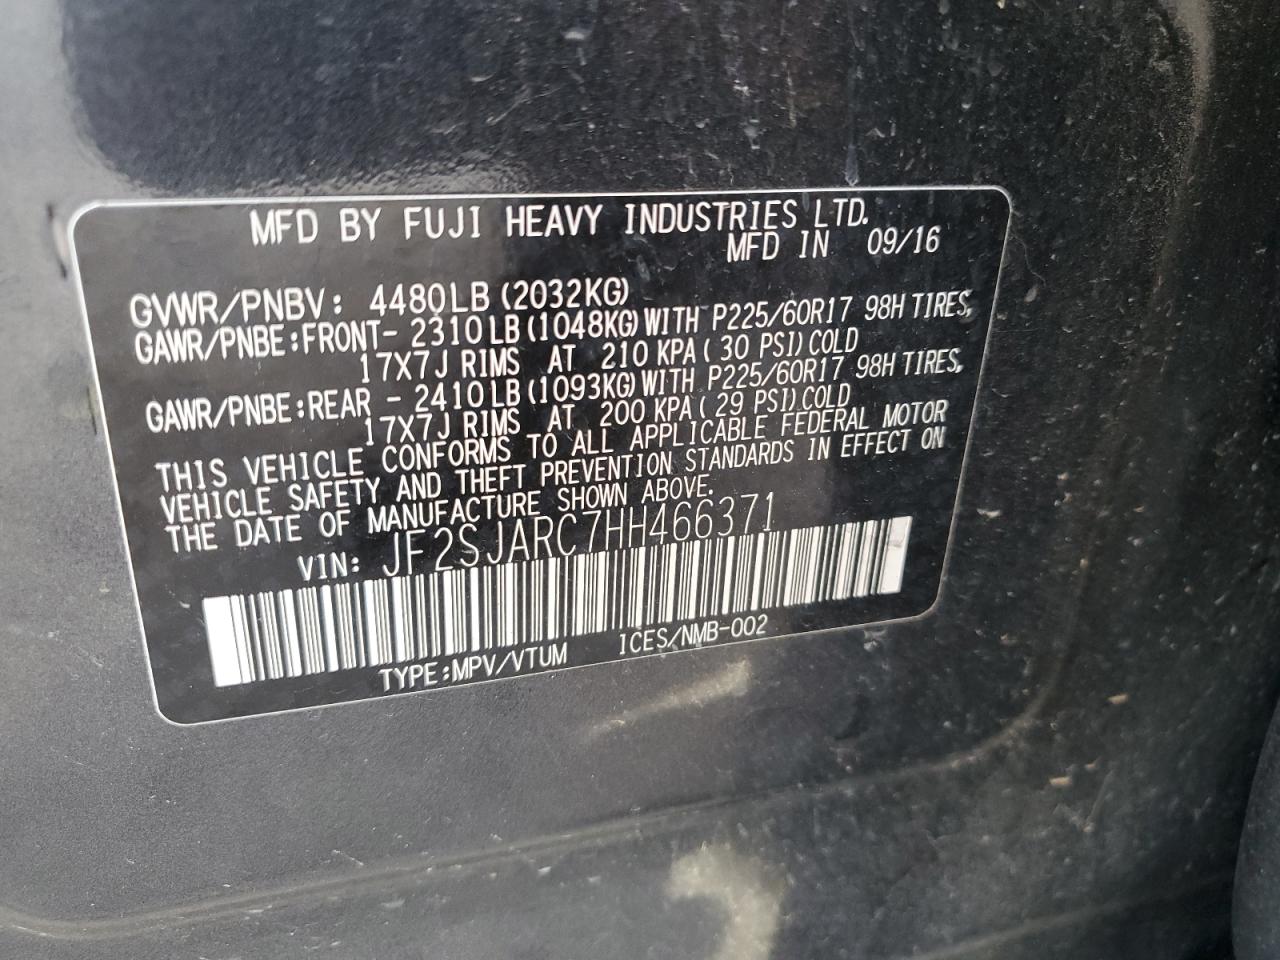 MFD BY FUJI HEAVY INDUSTRIES LTD.
MFD IN 09/16
GVWR/PNBV: 4480LB (2032KG)
GAWR/PNBE:FRONT- 2310LB (1048KG) WITH P225/60R17 98H TIRES,
17X7J RIMS AT 210 KPA ( 30 PSI) COLD
GAWR/PNBE:REAR - 2410LB (1093KG) WITH P225/60R17 98H TIRES,
17X7J RIMS AT 200 KPA ( 29 PSI) COLD
THIS VEHICLE CONFORMS TO ALL APPLICABLE FEDERAL MOTOR
VEHICLE SAFETY AND THEFT PREVENTION STANDARDS IN EFFECT ON
THE DATE OF MANUFACTURE SHOWN ABOVE.
VIN: JF2SJARC7HH466371
TYPE:MPV/VTUM ICES/NMB-002